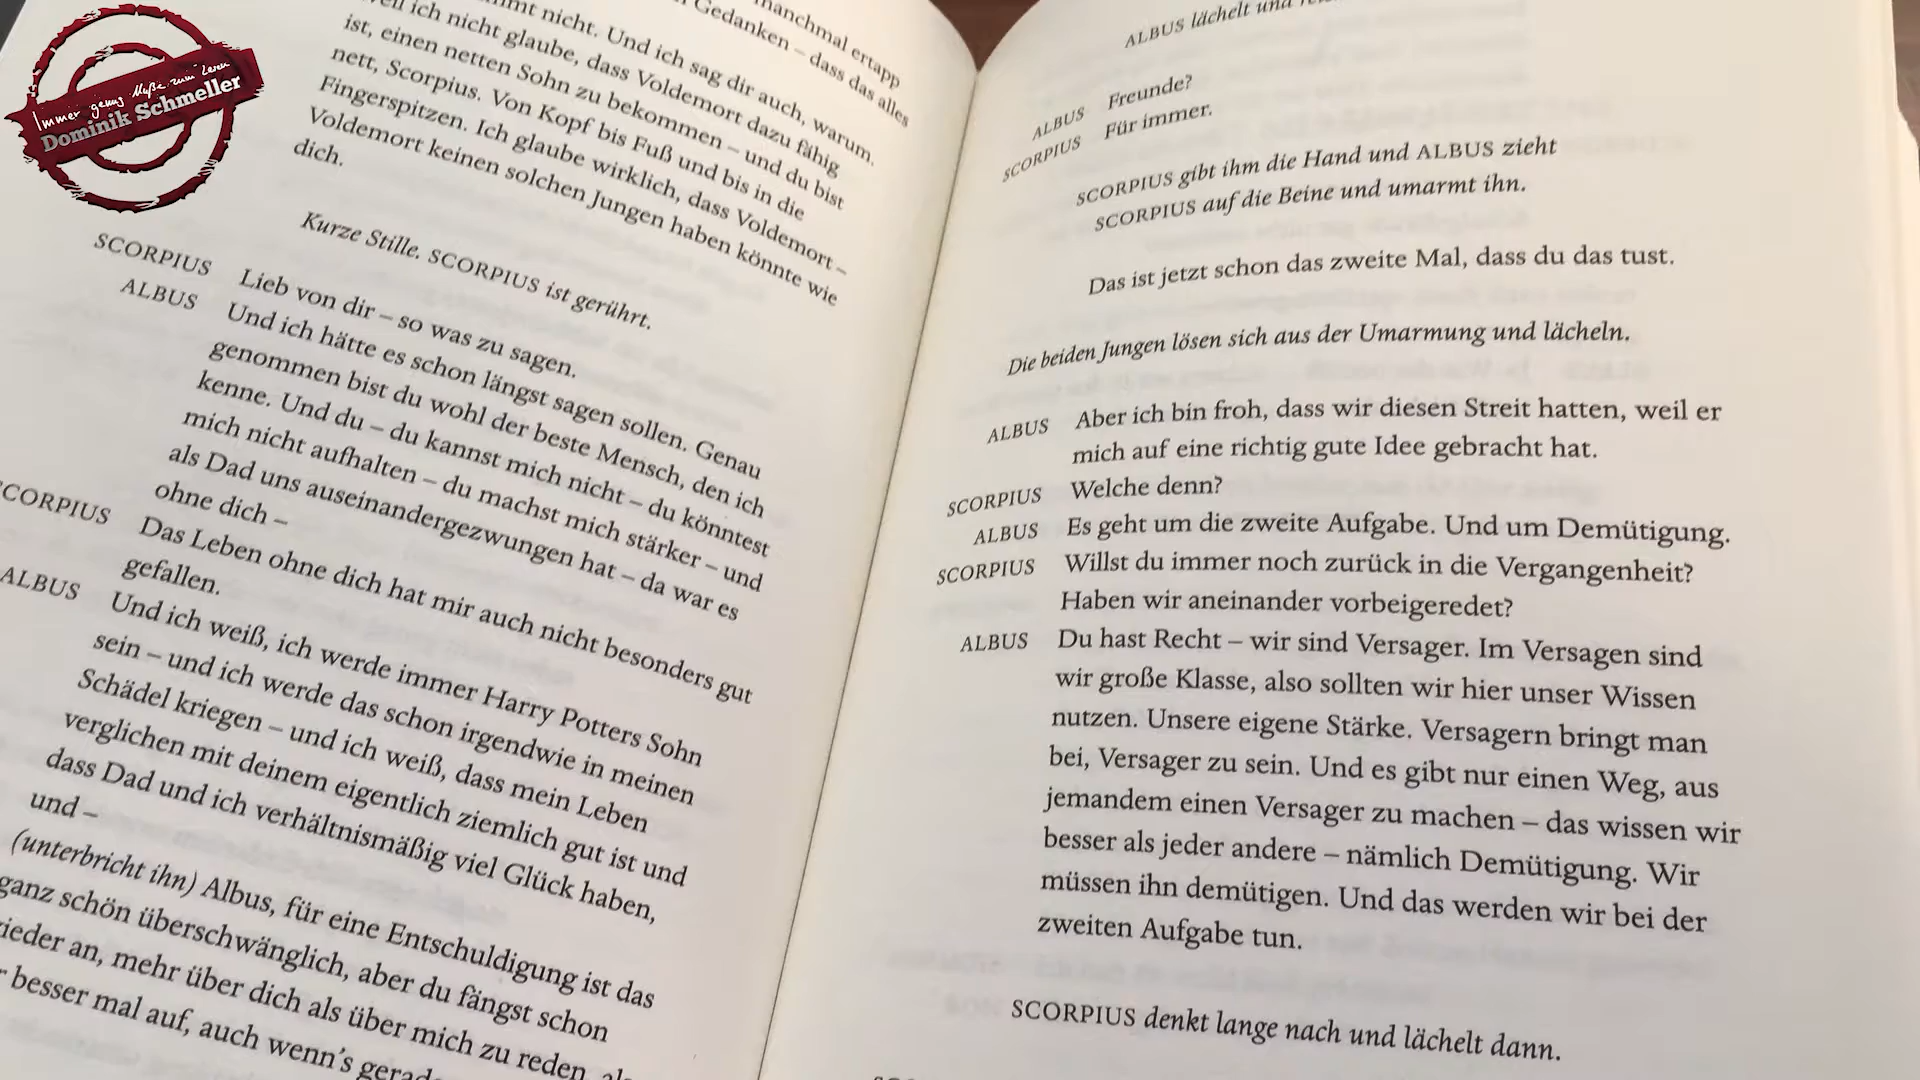 Immer genug Muße zum Lesen
Dominik Schmeller
manchmal ertapp
Gedanken – dass das alles
nicht. Und ich sag dir auch, warum.
ich nicht glaube, dass Voldemort dazu fähig
ist, einen netten Sohn zu bekommen – und du bist
nett, Scorpius. Von Kopf bis Fuß und bis in die
Fingerspitzen. Ich glaube wirklich, dass Voldemort –
Voldemort keinen solchen Jungen haben könnte wie
dich.
Kurze Stille. SCORPIUS ist gerührt.
SCORPIUS Lieb von dir – so was zu sagen.
ALBUS Und ich hätte es schon längst sagen sollen. Genau
genommen bist du wohl der beste Mensch, den ich
kenne. Und du – du kannst mich nicht – du könntest
mich nicht aufhalten – du machst mich stärker – und
als Dad uns auseinandergezwungen hat – da war es
ohne dich –
SCORPIUS Das Leben ohne dich hat mir auch nicht besonders gut
gefallen.
ALBUS Und ich weiß, ich werde immer Harry Potters Sohn
sein – und ich werde das schon irgendwie in meinen
Schädel kriegen – und ich weiß, dass mein Leben
verglichen mit deinem eigentlich ziemlich gut ist und
dass Dad und ich verhältnismäßig viel Glück haben,
und –
(unterbricht ihn) Albus, für eine Entschuldigung ist das
ganz schön überschwänglich, aber du fängst schon
wieder an, mehr über dich als über mich zu reden,
besser mal auf, auch wenn's
ALBUS lächelt und
ALBUS Freunde?
SCORPIUS Für immer.
SCORPIUS gibt ihm die Hand und ALBUS zieht
SCORPIUS auf die Beine und umarmt ihn.
Das ist jetzt schon das zweite Mal, dass du das tust.
Die beiden Jungen lösen sich aus der Umarmung und lächeln.
ALBUS Aber ich bin froh, dass wir diesen Streit hatten, weil er
mich auf eine richtig gute Idee gebracht hat.
SCORPIUS Welche denn?
ALBUS Es geht um die zweite Aufgabe. Und um Demütigung.
SCORPIUS Willst du immer noch zurück in die Vergangenheit?
Haben wir aneinander vorbeigeredet?
ALBUS Du hast Recht – wir sind Versager. Im Versagen sind
wir große Klasse, also sollten wir hier unser Wissen
nutzen. Unsere eigene Stärke. Versagern bringt man
bei, Versager zu sein. Und es gibt nur einen Weg, aus
jemandem einen Versager zu machen – das wissen wir
besser als jeder andere – nämlich Demütigung. Wir
müssen ihn demütigen. Und das werden wir bei der
zweiten Aufgabe tun.
SCORPIUS denkt lange nach und lächelt dann.